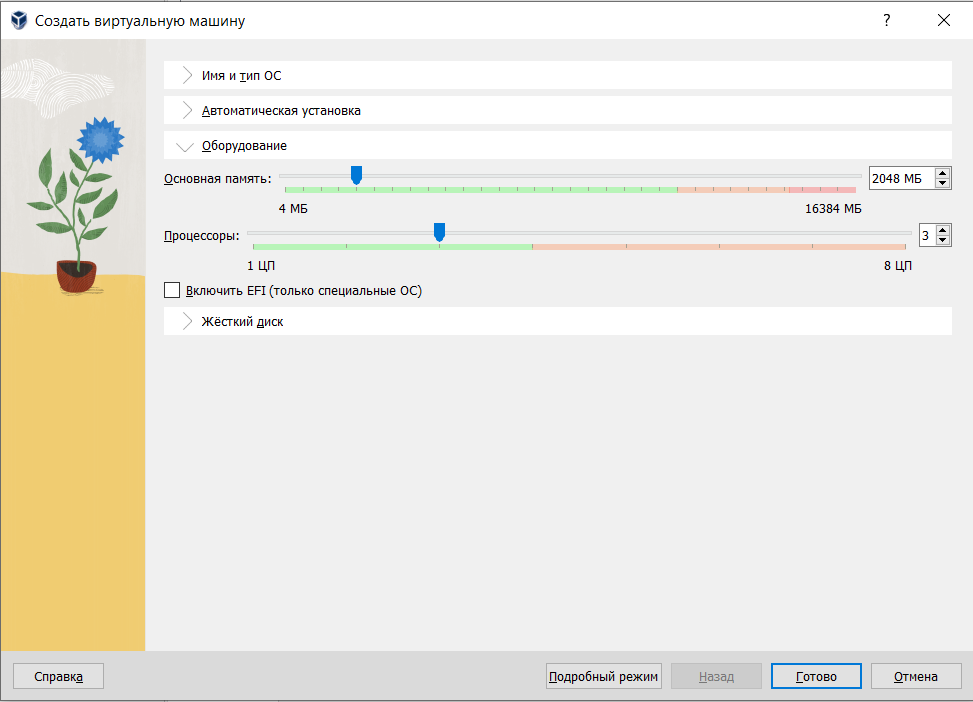 Создать виртуальную машину ?
Имя и тип ОС
Автоматическая установка
Оборудование
Основная память: 2048 МБ
4 МБ 16384 МБ
Процессоры: 3
1 ЦП 8 ЦП
Включить EFI (только специальные ОС)
Жёсткий диск
Справка Подробный режим Назад Готово Отмена